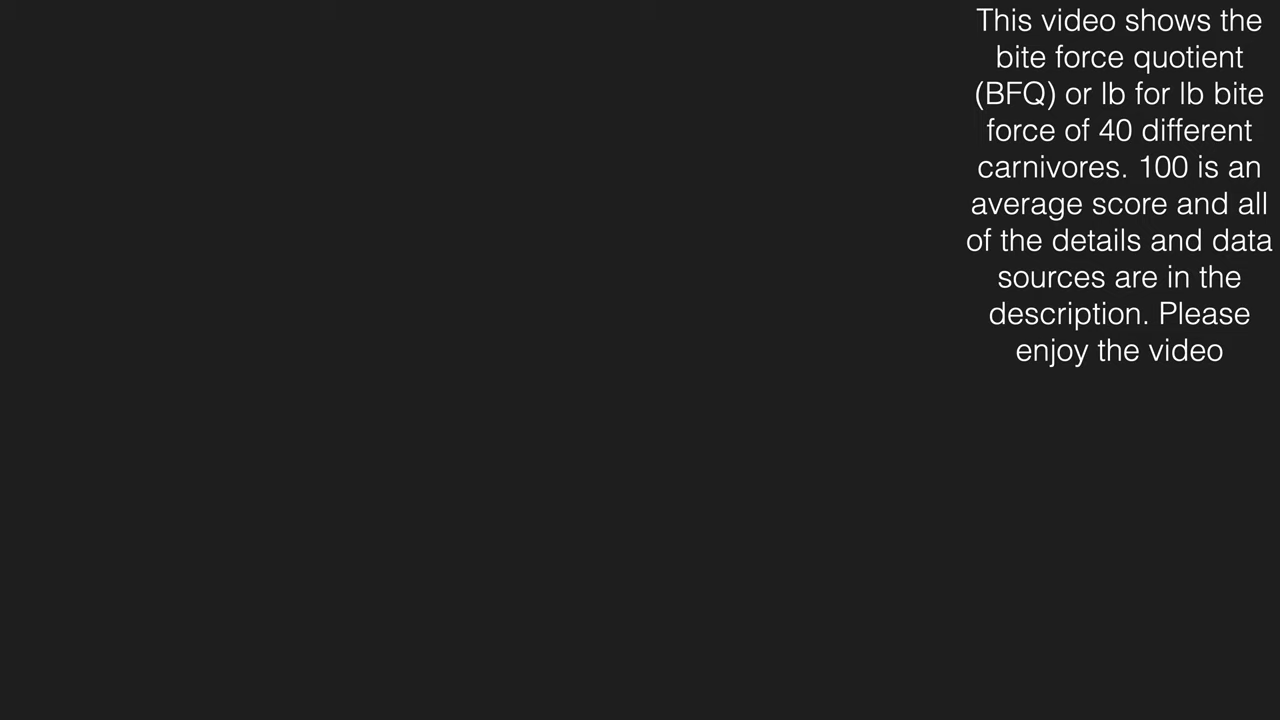 This video shows the
bite force quotient
(BFQ) or lb for lb bite
force of 40 different
carnivores. 100 is an
average score and all
of the details and data
sources are in the
description. Please
enjoy the video